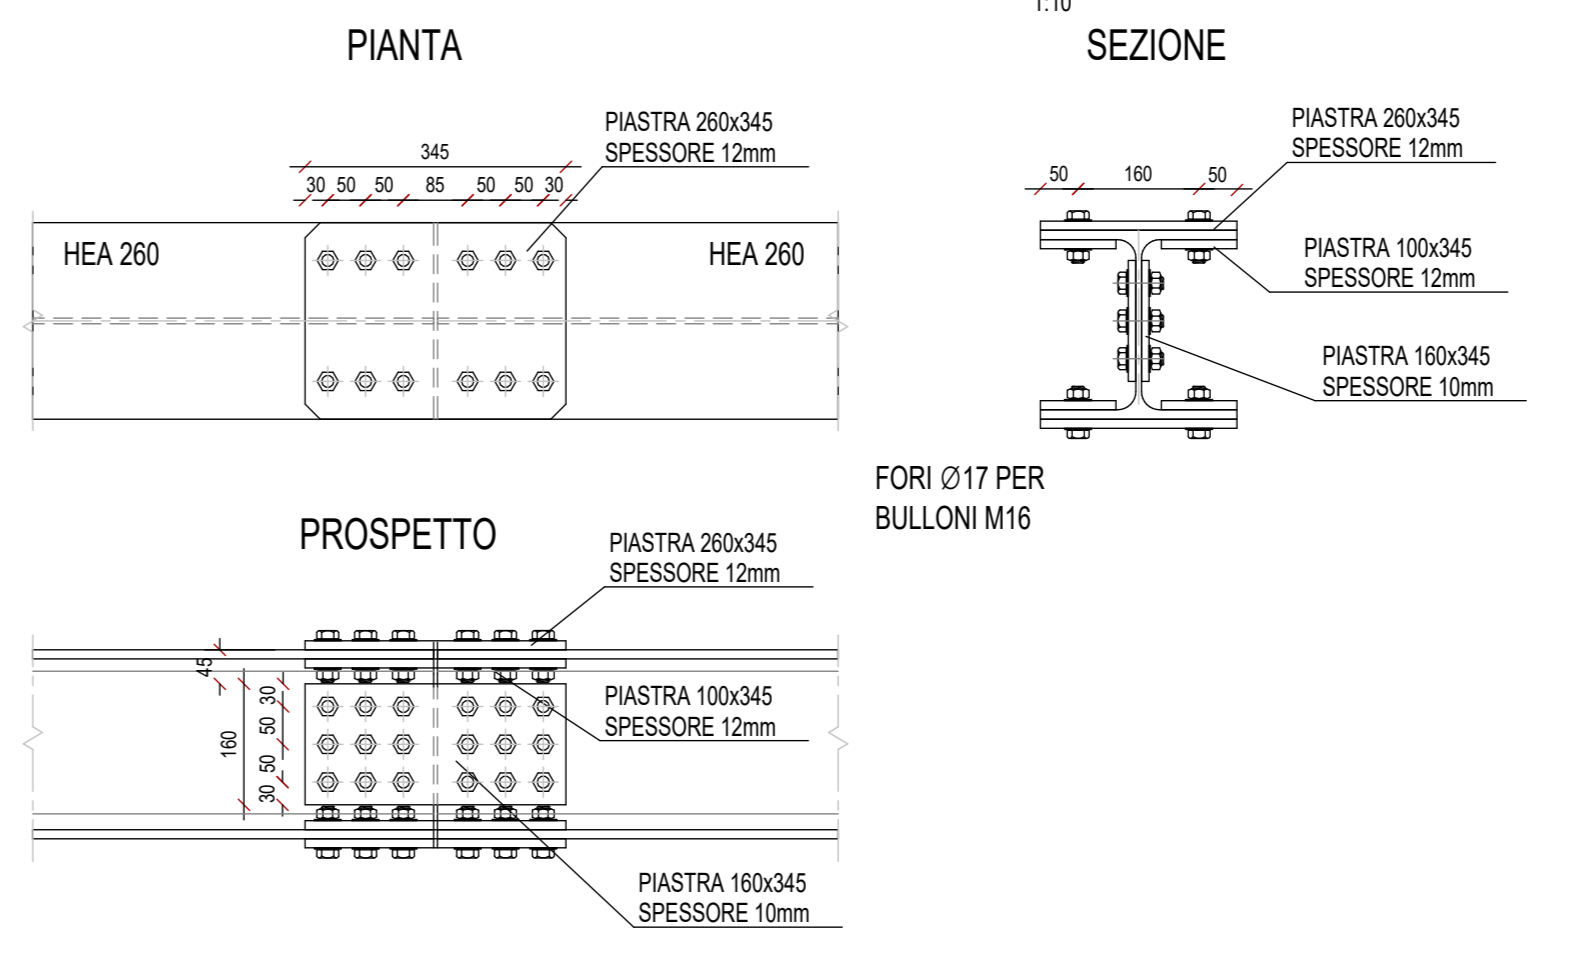 1:10
PIANTA
SEZIONE
PIASTRA 260x345
SPESSORE 12mm
345
30 50 50 85 50 50 30
HEA 260
HEA 260
PIASTRA 260x345
SPESSORE 12mm
50 160 50
PIASTRA 100x345
SPESSORE 12mm
PIASTRA 160x345
SPESSORE 10mm
FORI Ø17 PER
BULLONI M16
PROSPETTO
PIASTRA 260x345
SPESSORE 12mm
45
160
30
50
50
30
PIASTRA 100x345
SPESSORE 12mm
PIASTRA 160x345
SPESSORE 10mm